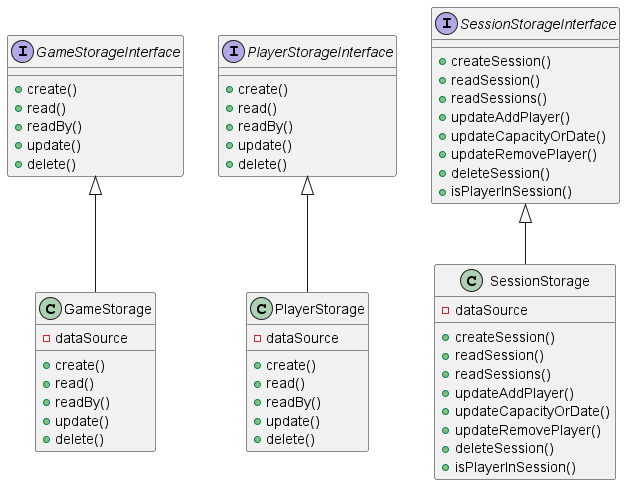 I GameStorageInterface
create()
read()
readBy()
update()
delete()
I PlayerStorageInterface
create()
read()
readBy()
update()
delete()
I SessionStorageInterface
createSession()
readSession()
readSessions()
updateAddPlayer()
updateCapacityOrDate()
updateRemovePlayer()
deleteSession()
isPlayerInSession()
C GameStorage
dataSource
create()
read()
readBy()
update()
delete()
C PlayerStorage
dataSource
create()
read()
readBy()
update()
delete()
C SessionStorage
dataSource
createSession()
readSession()
readSessions()
updateAddPlayer()
updateCapacityOrDate()
updateRemovePlayer()
deleteSession()
isPlayerInSession()